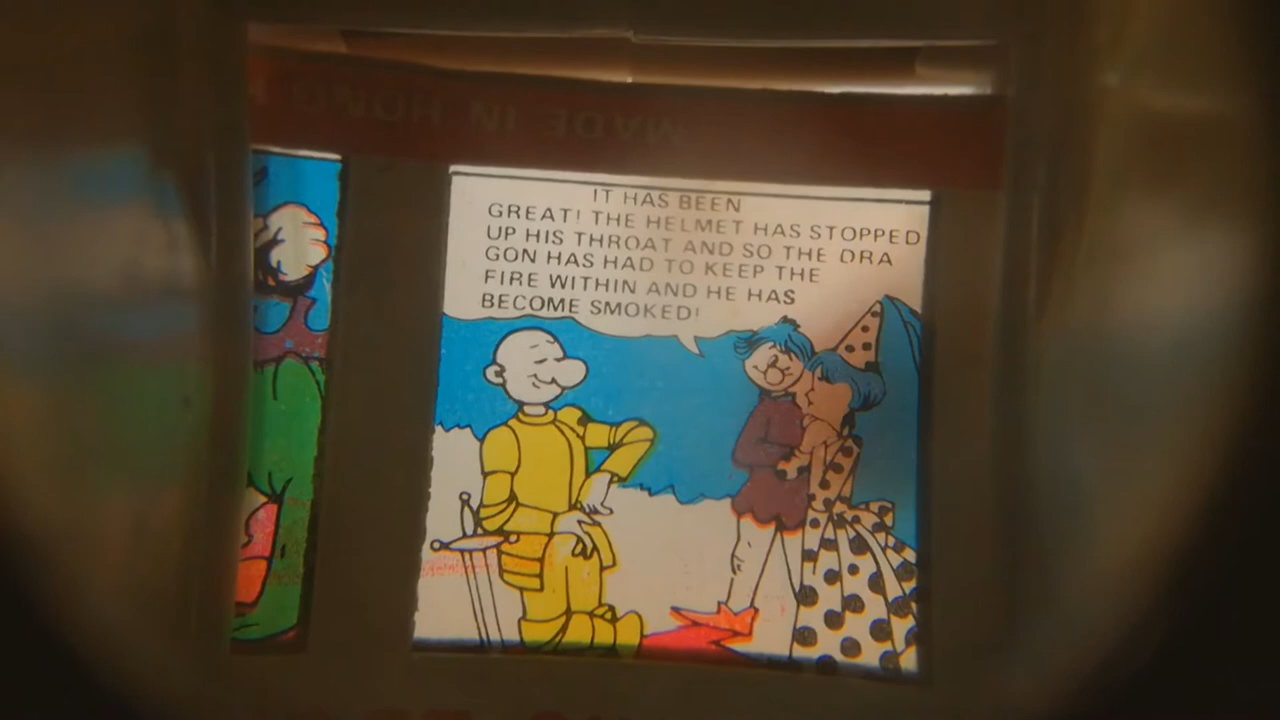 MADE IN HONG
IT HAS BEEN
GREAT! THE HELMET HAS STOPPED
UP HIS THROAT AND SO THE DRA
GON HAS HAD TO KEEP THE
FIRE WITHIN AND HE HAS
BECOME SMOKED!